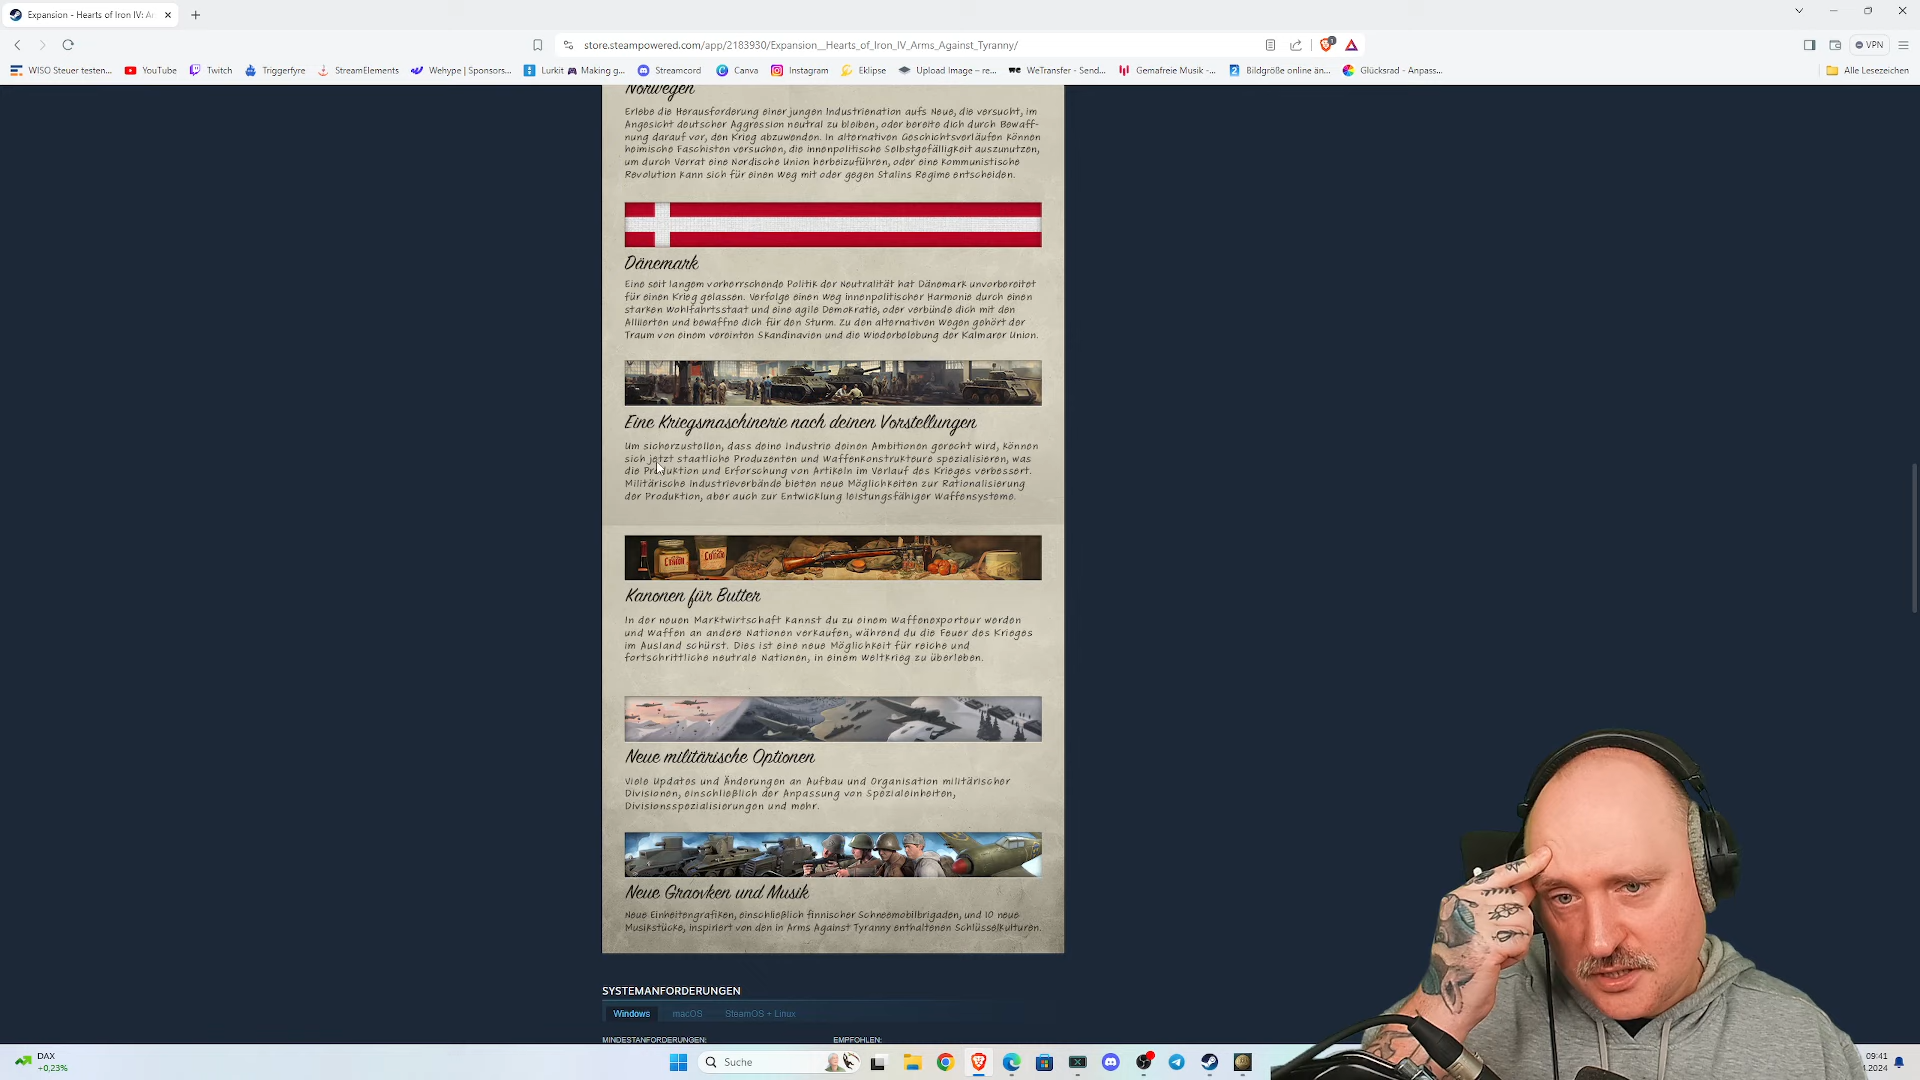 Expansion - Hearts of Iron IV: Ar
store.steampowered.com/app/2183930/Expansion__Hearts_of_Iron_IV_Arms_Against_Tyranny/
VPN
WISO Steuer testen...
YouTube
Twitch
Triggerfyre
StreamElements
Wehype | Sponsors...
Lurkit
Making g...
Streamcord
Canva
Instagram
Eklipse
Upload Image – re...
WeTransfer - Send...
Gemafreie Musik -...
Bildgröße online än...
Glücksrad - Anpass...
Alle Lesezeichen
Norwegen
Erlebe die Herausforderung einer jungen Industrienation aufs Neue, die versucht, im
Angesicht deutscher Aggression neutral zu bleiben, oder bereite dich durch Bewaff-
nung darauf vor, den Krieg abzuwenden. In alternativen Geschichtsverläufen können
heimische Faschisten versuchen, die innenpolitische Selbstgefälligkeit auszunutzen,
um durch Verrat eine Nordische Union herbeizuführen, oder eine kommunistische
Revolution kann sich für einen Weg mit oder gegen Stalins Regime entscheiden.
Dänemark
Eine seit langem vorherrschende Politik der Neutralität hat Dänemark unvorbereitet
für einen Krieg gelassen. Verfolge einen Weg innenpolitischer Harmonie durch einen
starken Wohlfahrtsstaat und eine agile Demokratie, oder verbünde dich mit den
Alliierten und bewaffne dich für den Sturm. Zu den alternativen Wegen gehört der
Traum von einem vereinten Skandinavien und die Wiederbelebung der Kalmarer Union.
Eine Kriegsmaschinerie nach deinen Vorstellungen
Um sicherzustellen, dass deine Industrie deinen Ambitionen gerecht wird, können
sich jetzt staatliche Produzenten und Waffenkonstrukteure spezialisieren, was
die Produktion und Erforschung von Artikeln im Verlauf des Krieges verbessert.
Militärische Industrieverbände bieten neue Möglichkeiten zur Rationalisierung
der Produktion, aber auch zur Entwicklung leistungsfähiger Waffensysteme.
Kanonen für Butter
In der neuen Marktwirtschaft kannst du zu einem Waffenexporteur werden
und Waffen an andere Nationen verkaufen, während du die Feuer des Krieges
im Ausland schürst. Dies ist eine neue Möglichkeit für reiche und
fortschrittliche neutrale Nationen, in einem Weltkrieg zu überleben.
Neue militärische Optionen
Viele Updates und Änderungen an Aufbau und Organisation militärischer
Divisionen, einschließlich der Anpassung von Spezialeinheiten,
Divisionsspezialisierungen und mehr.
Neue Graovken und Musik
Neue Einheitengrafiken, einschließlich finnischer Schneemobilbrigaden, und 10 neue
Musikstücke, inspiriert von den in Arms Against Tyranny enthaltenen Schlüsselkulturen.
SYSTEMANFORDERUNGEN
Windows
macOS
SteamOS + Linux
MINDESTANFORDERUNGEN:
EMPFOHLEN:
DAX
+0,23%
Suche
09:41
.2024